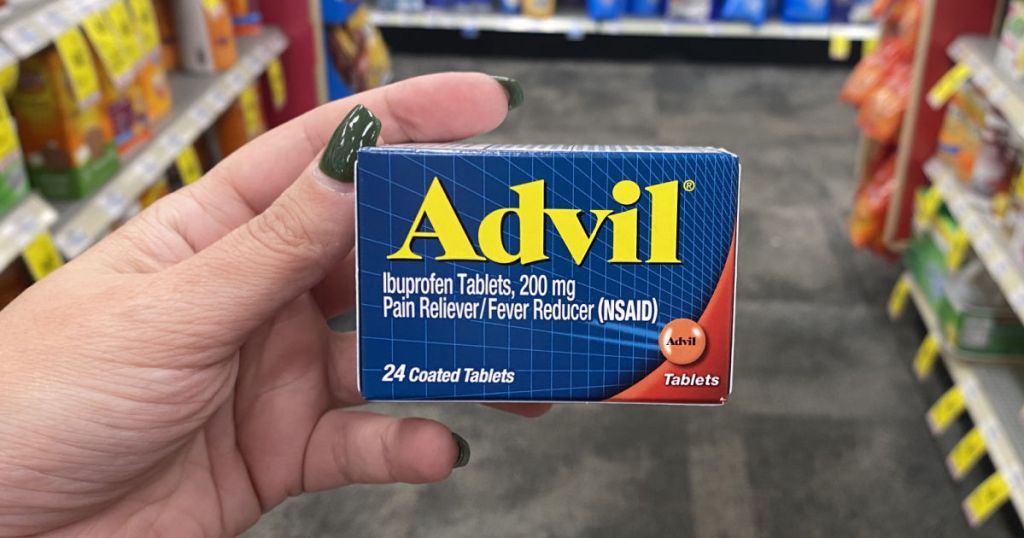 Advil®
Ibuprofen Tablets, 200 mg
Pain Reliever/Fever Reducer (NSAID)
Advil
24 Coated Tablets
Tablets